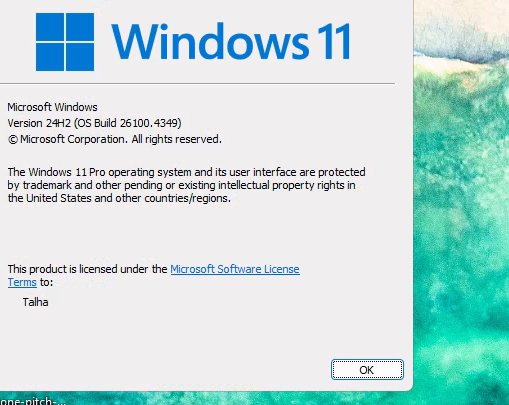 Windows 11
Microsoft Windows
Version 24H2 (OS Build 26100.4349)
© Microsoft Corporation. All rights reserved.
The Windows 11 Pro operating system and its user interface are protected
by trademark and other pending or existing intellectual property rights in
the United States and other countries/regions.
This product is licensed under the Microsoft Software License
Terms to:
Talha
OK
one-pitch-...